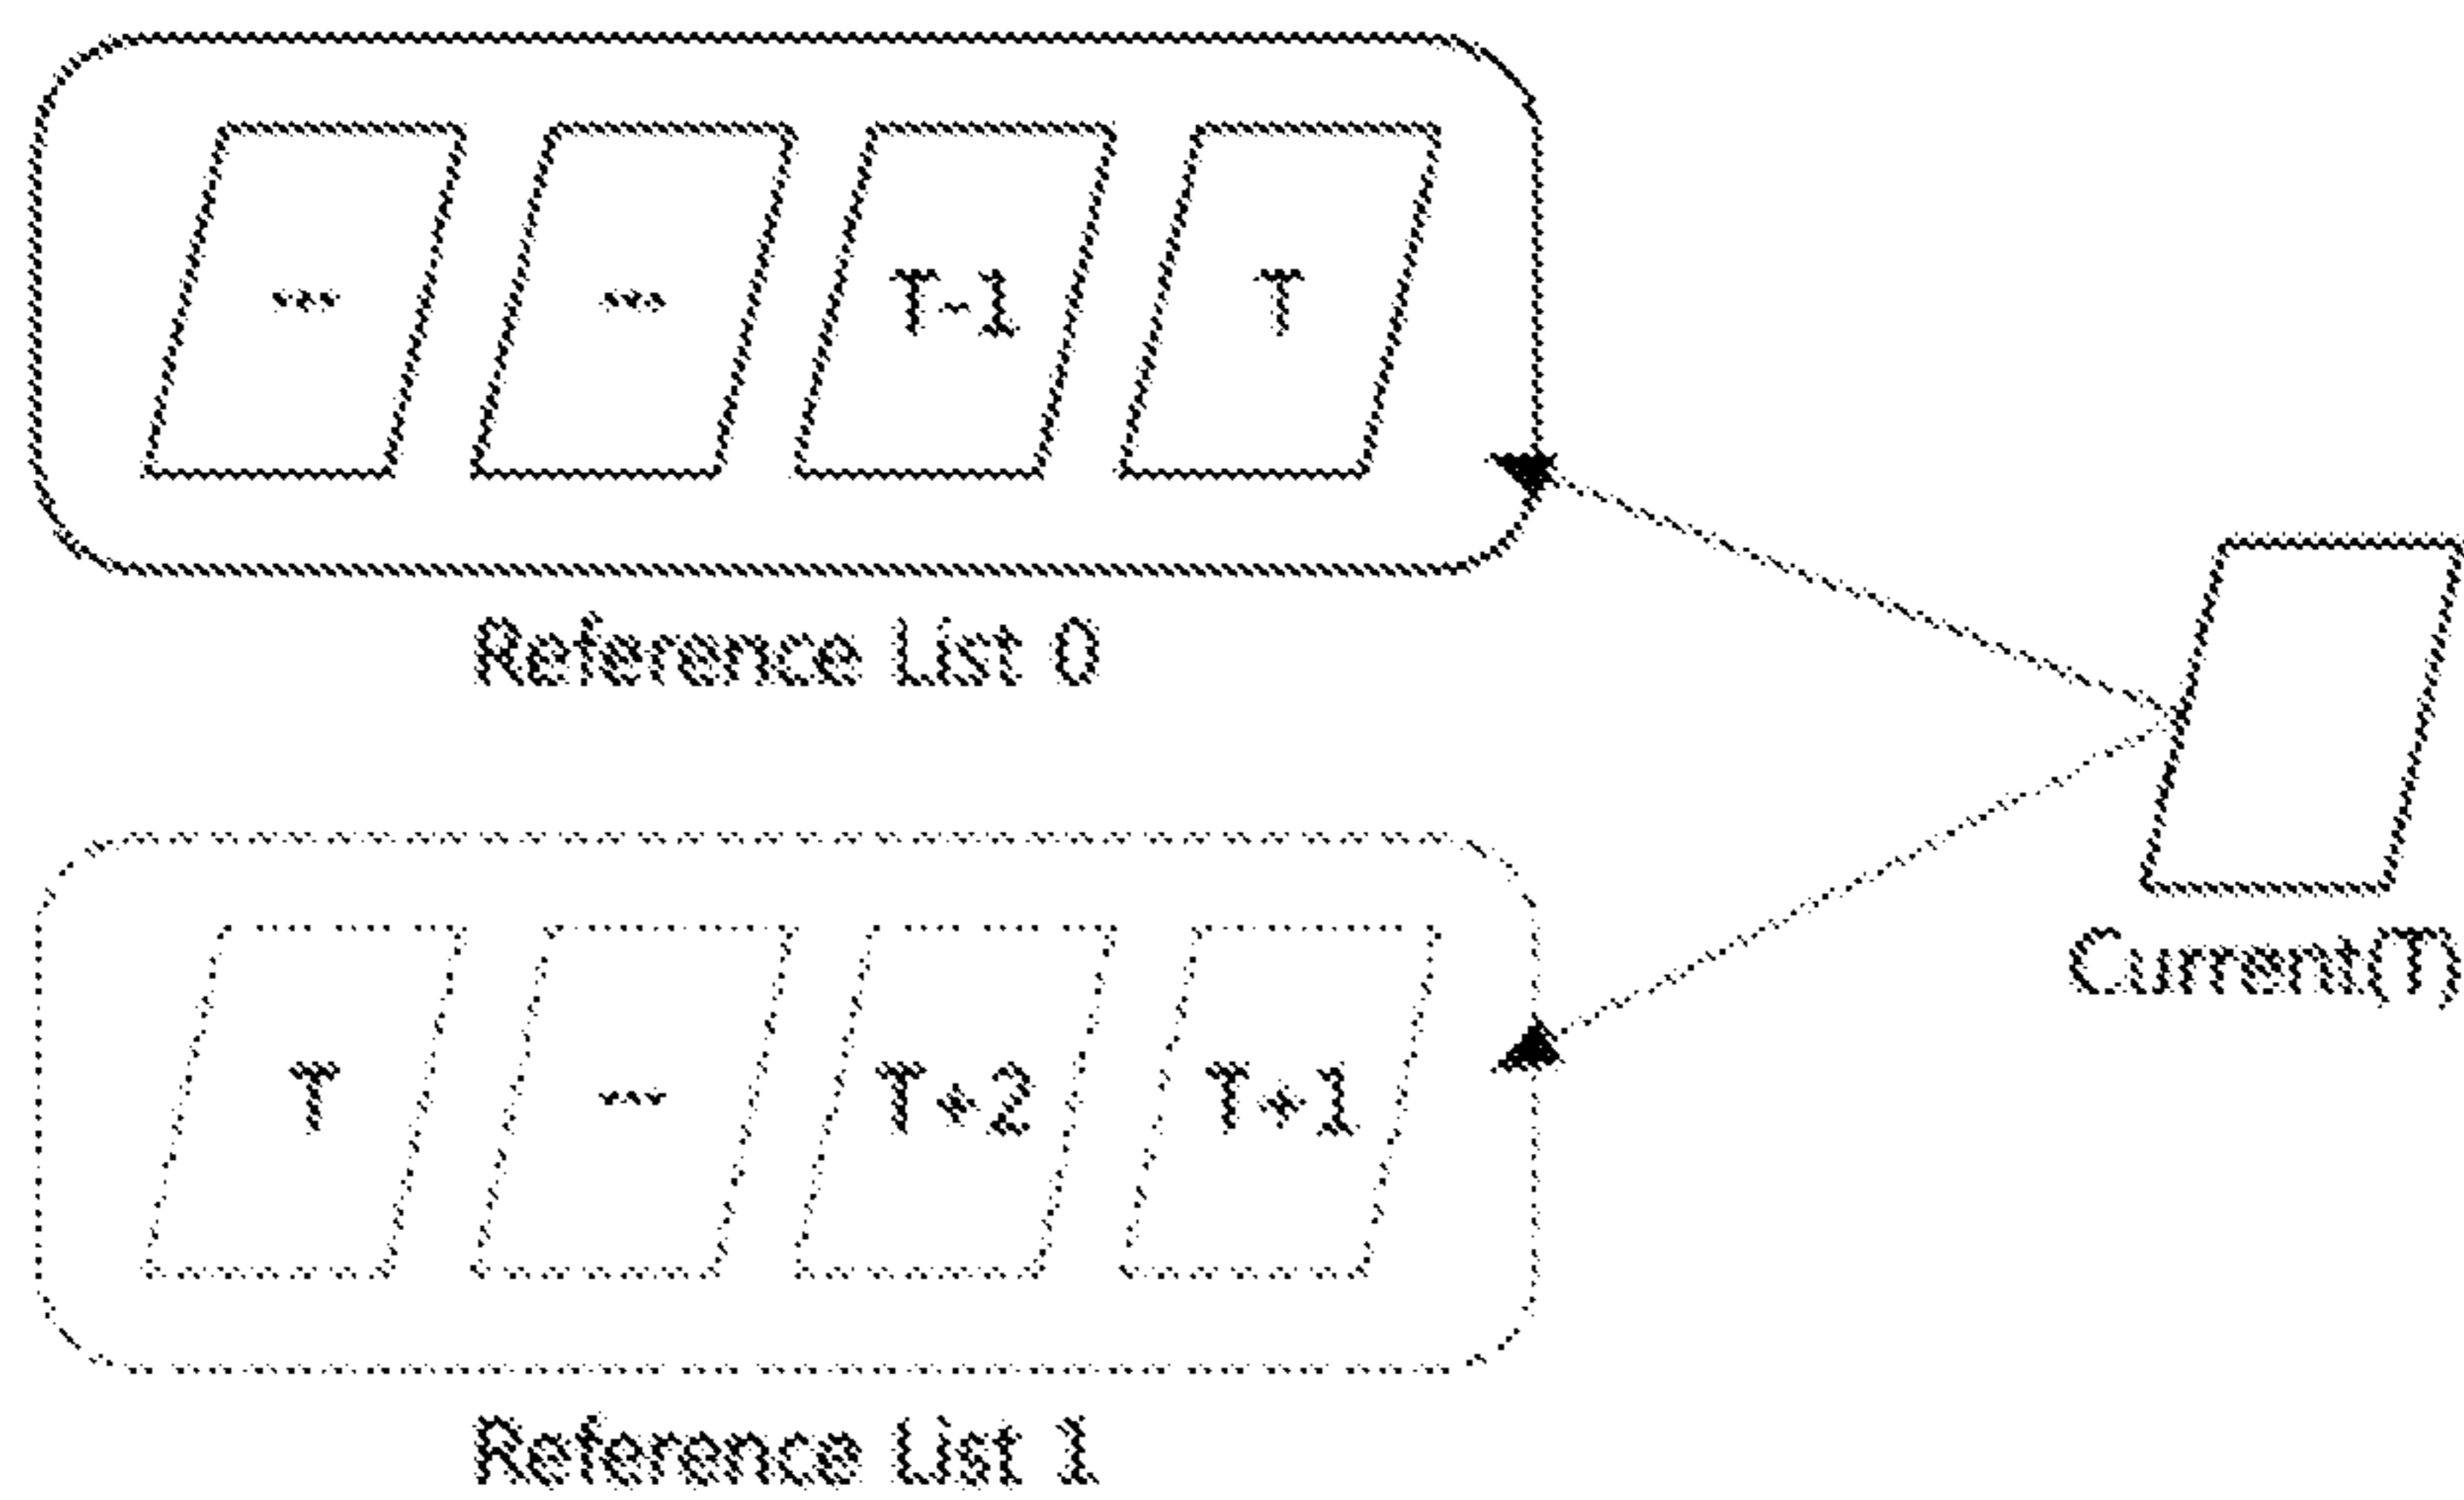 ... ... T-1 T
Reference List 0
Current(T)
T ... T+2 T+1
Reference List 1